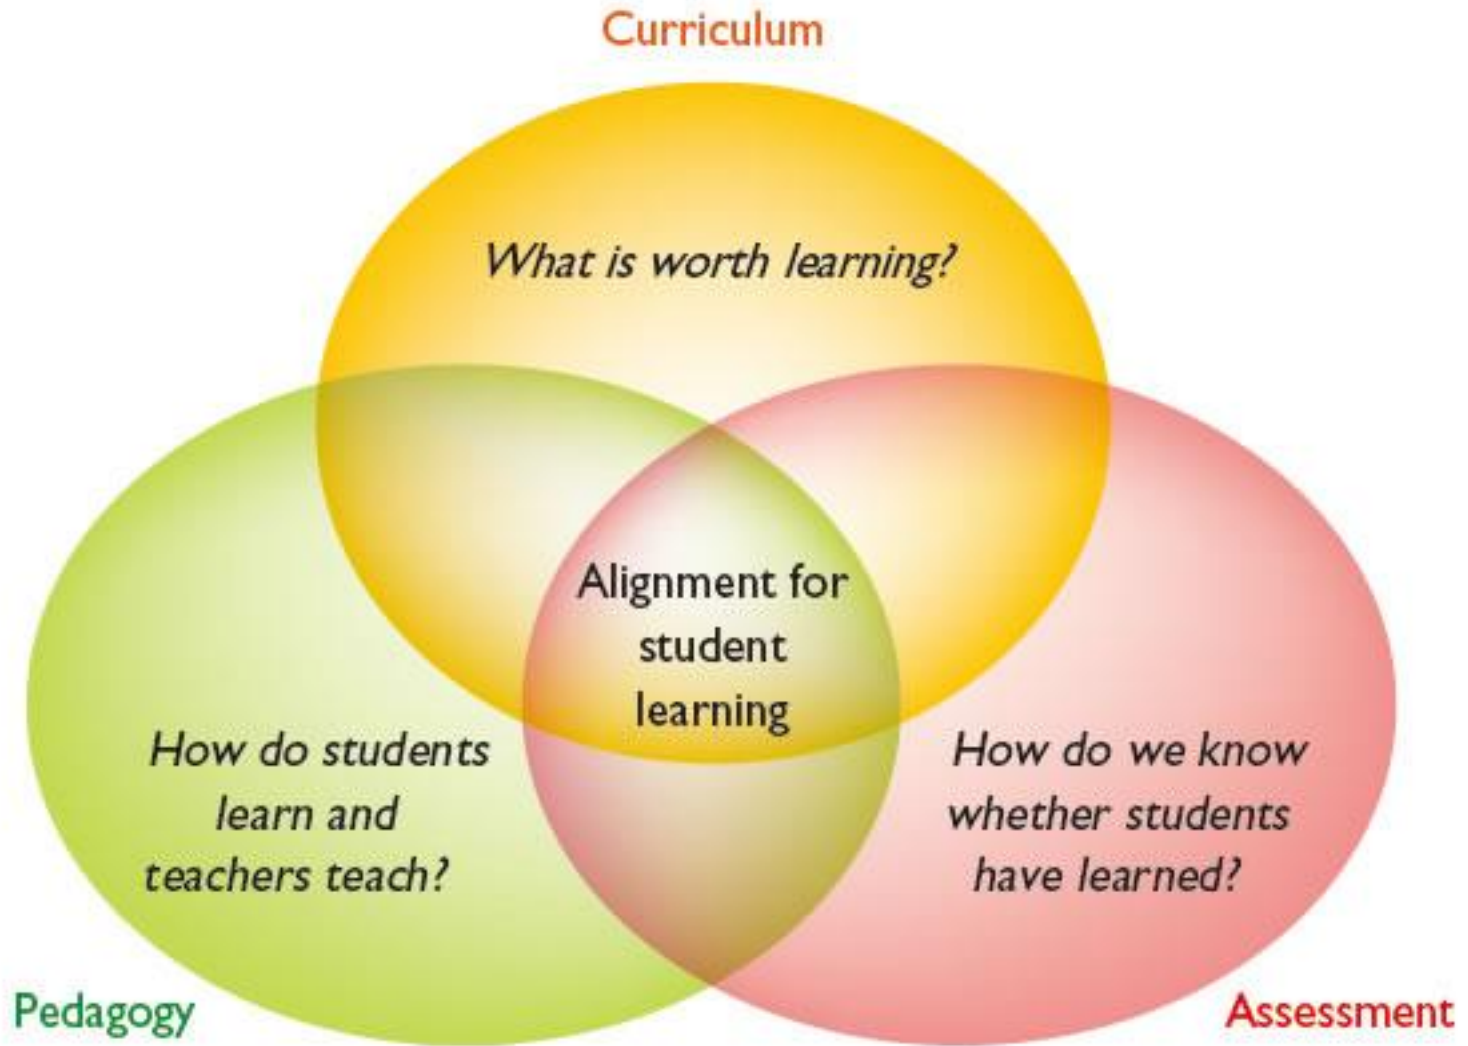 Curriculum
What is worth learning?
Alignment for
student
learning
How do students
learn and
teachers teach?
How do we know
whether students
have learned?
Pedagogy
Assessment